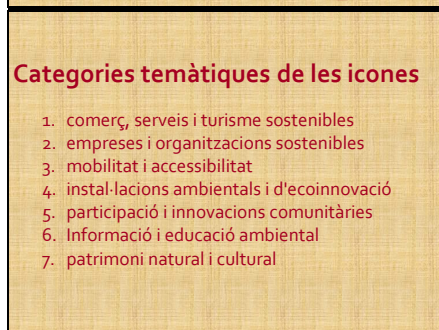 Categories temàtiques de les icones
1. comerç, serveis i turisme sostenibles
2. empreses i organitzacions sostenibles
3. mobilitat i accessibilitat
4. instal·lacions ambientals i d'ecoinnovació
5. participació i innovacions comunitàries
6. Informació i educació ambiental
7. patrimoni natural i cultural